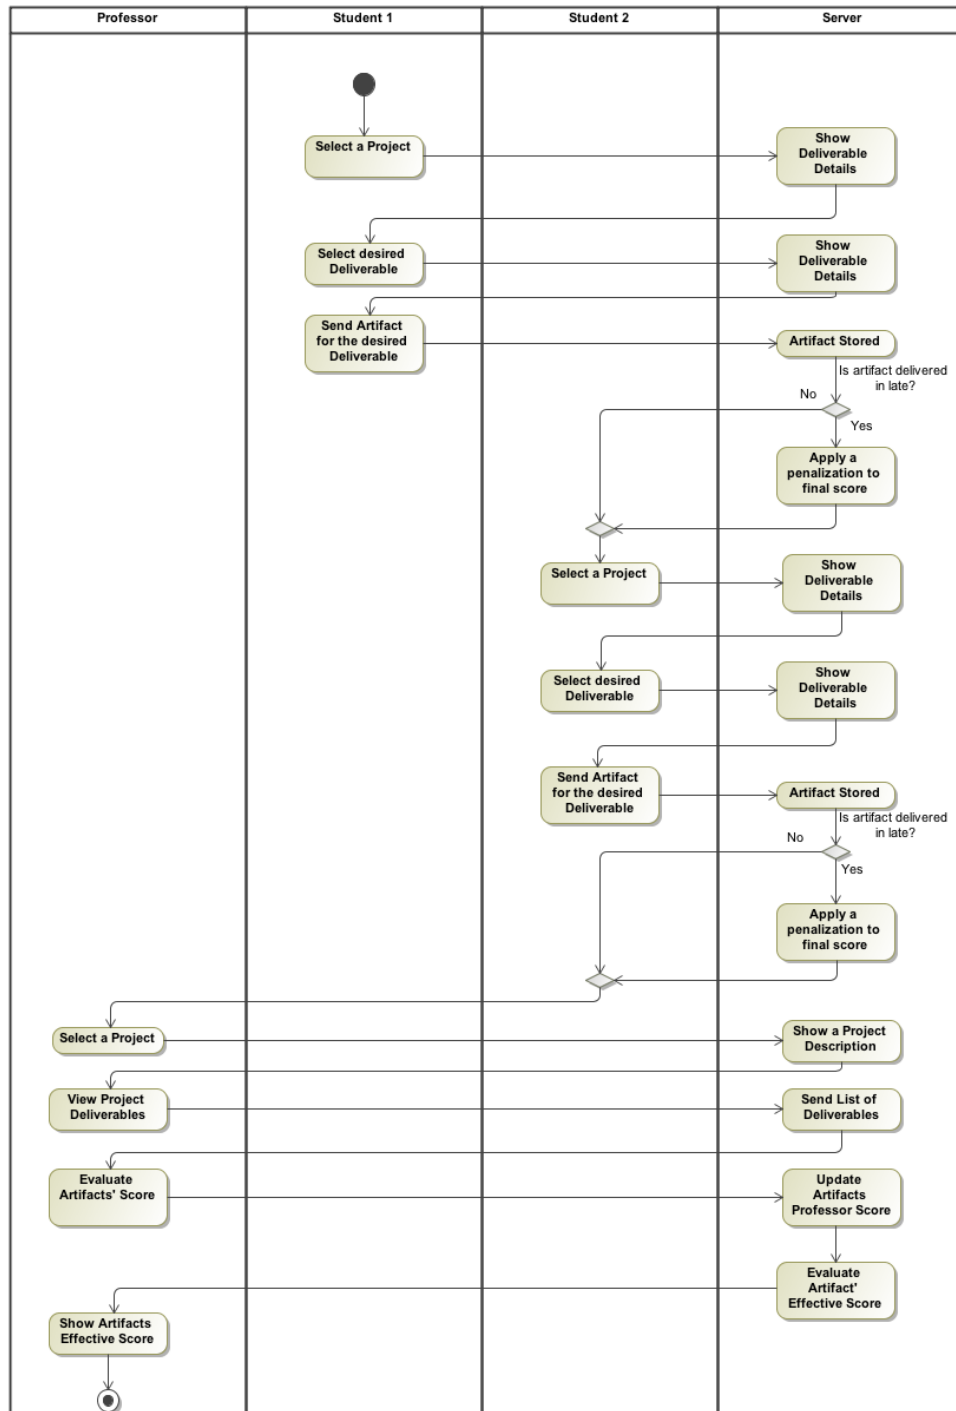 Professor
Student 1
Student 2
Server
Select a Project
Show
Deliverable
Details
Select desired
Deliverable
Show
Deliverable
Details
Send Artifact
for the desired
Deliverable
Artifact Stored
Is artifact delivered
in late?
No
Yes
Apply a
penalization to
final score
Select a Project
Show
Deliverable
Details
Select desired
Deliverable
Show
Deliverable
Details
Send Artifact
for the desired
Deliverable
Artifact Stored
Is artifact delivered
in late?
No
Yes
Apply a
penalization to
final score
Select a Project
Show a Project
Description
View Project
Deliverables
Send List of
Deliverables
Evaluate
Artifacts' Score
Update
Artifacts
Professor Score
Evaluate
Artifact'
Effective Score
Show Artifacts
Effective Score